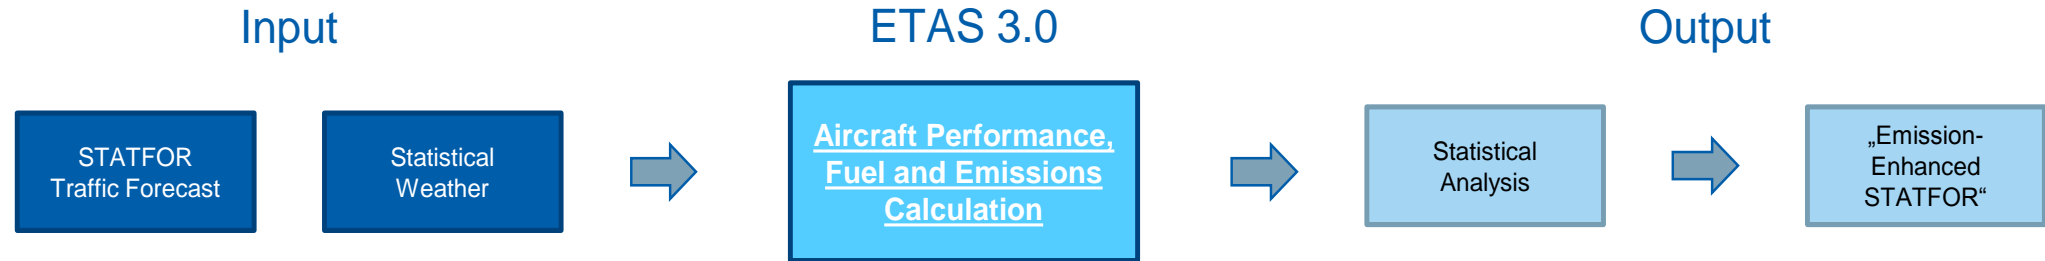 Input
ETAS 3.0
Output
STATFOR
Traffic Forecast
Statistical
Weather
Aircraft Performance,
Fuel and Emissions
Calculation
Statistical
Analysis
„Emission-
Enhanced
STATFOR“